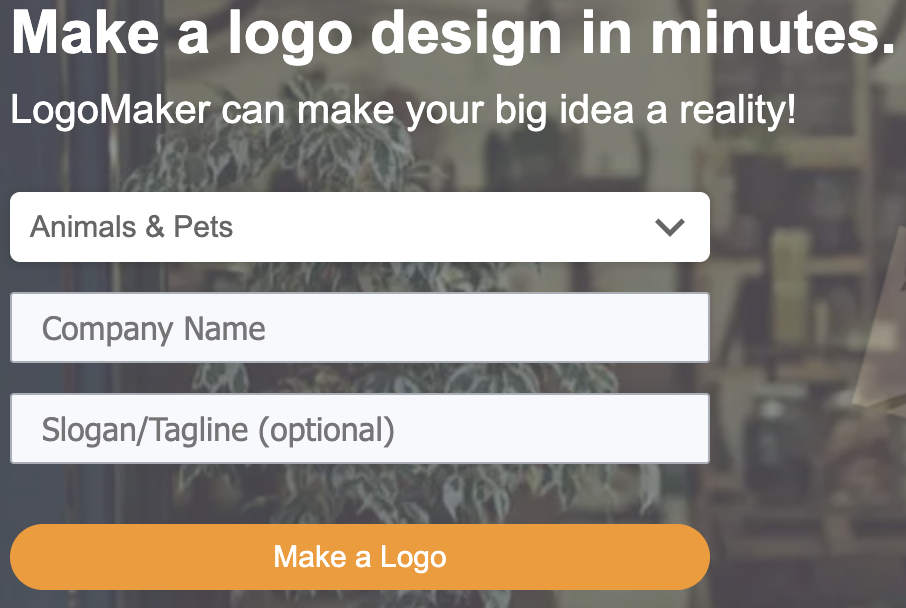 Make a logo design in minutes.
LogoMaker can make your big idea a reality!
Animals & Pets
Company Name
Slogan/Tagline (optional)
Make a Logo